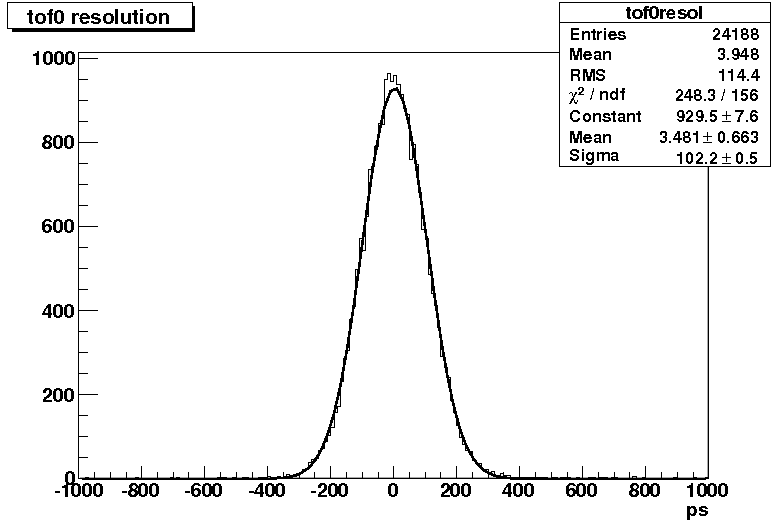 tof0 resolution
tof0resol
Entries 24188
Mean 3.948
RMS 114.4
χ² / ndf 248.3 / 156
Constant 929.5 ± 7.6
Mean 3.481 ± 0.663
Sigma 102.2 ± 0.5
1000
800
600
400
200
0
-1000 -800 -600 -400 -200 0 200 400 600 800 1000
ps